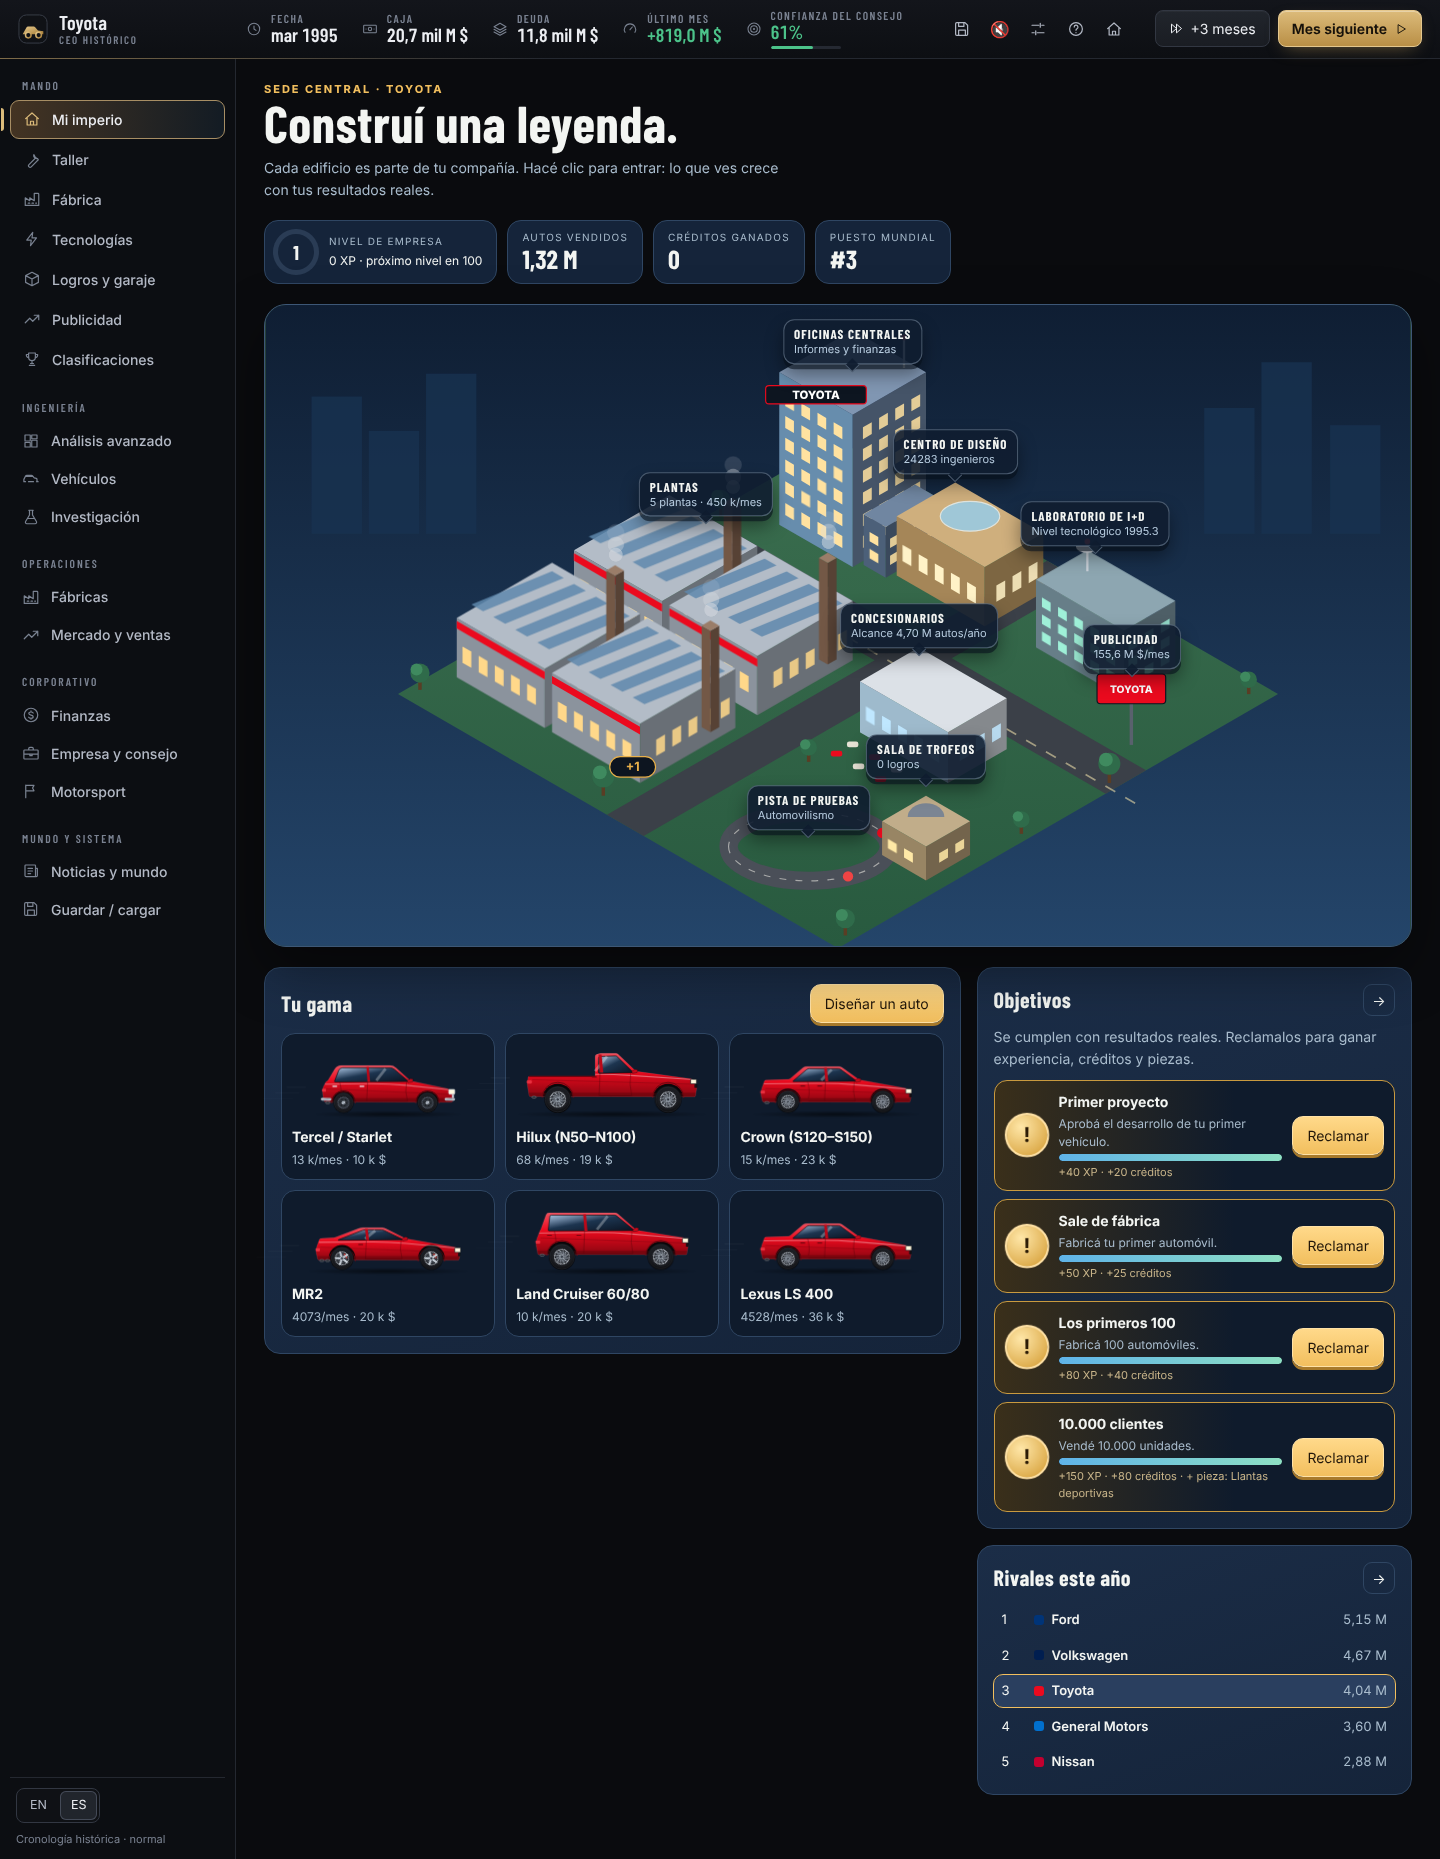 Toyota
CEO HISTÓRICO
FECHA
mar 1995
CAJA
20,7 mil M $
DEUDA
11,8 mil M $
ÚLTIMO MES
+819,0 M $
CONFIANZA DEL CONSEJO
61%
+3 meses
Mes siguiente
MANDO
Mi imperio
Taller
Fábrica
Tecnologías
Logros y garaje
Publicidad
Clasificaciones
INGENIERÍA
Análisis avanzado
Vehículos
Investigación
OPERACIONES
Fábricas
Mercado y ventas
CORPORATIVO
Finanzas
Empresa y consejo
Motorsport
MUNDO Y SISTEMA
Noticias y mundo
Guardar / cargar
EN
ES
Cronología histórica · normal
SEDE CENTRAL · TOYOTA
Construí una leyenda.
Cada edificio es parte de tu compañía. Hacé clic para entrar: lo que ves crece
con tus resultados reales.
1
NIVEL DE EMPRESA
0 XP · próximo nivel en 100
AUTOS VENDIDOS
1,32 M
CRÉDITOS GANADOS
0
PUESTO MUNDIAL
#3
OFICINAS CENTRALES
Informes y finanzas
TOYOTA
CENTRO DE DISEÑO
24283 ingenieros
PLANTAS
5 plantas · 450 k/mes
LABORATORIO DE I+D
Nivel tecnológico 1995.3
CONCESIONARIOS
Alcance 4,70 M autos/año
PUBLICIDAD
155,6 M $/mes
TOYOTA
SALA DE TROFEOS
0 logros
+1
PISTA DE PRUEBAS
Automovilismo
Tu gama
Diseñar un auto
Tercel / Starlet
13 k/mes · 10 k $
Hilux (N50–N100)
68 k/mes · 19 k $
Crown (S120–S150)
15 k/mes · 23 k $
MR2
4073/mes · 20 k $
Land Cruiser 60/80
10 k/mes · 20 k $
Lexus LS 400
4528/mes · 36 k $
Objetivos
→
Se cumplen con resultados reales. Reclamalos para ganar
experiencia, créditos y piezas.
!
Primer proyecto
Aprobá el desarrollo de tu primer
vehículo.
+40 XP · +20 créditos
Reclamar
!
Sale de fábrica
Fabricá tu primer automóvil.
+50 XP · +25 créditos
Reclamar
!
Los primeros 100
Fabricá 100 automóviles.
+80 XP · +40 créditos
Reclamar
!
10.000 clientes
Vendé 10.000 unidades.
+150 XP · +80 créditos · + pieza: Llantas
deportivas
Reclamar
Rivales este año
→
1 Ford 5,15 M
2 Volkswagen 4,67 M
3 Toyota 4,04 M
4 General Motors 3,60 M
5 Nissan 2,88 M